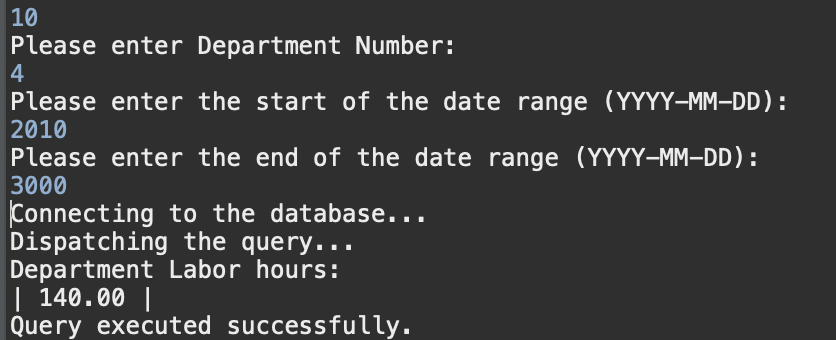 10
Please enter Department Number:
4
Please enter the start of the date range (YYYY-MM-DD):
2010
Please enter the end of the date range (YYYY-MM-DD):
3000
Connecting to the database...
Dispatching the query...
Department Labor hours:
| 140.00 |
Query executed successfully.